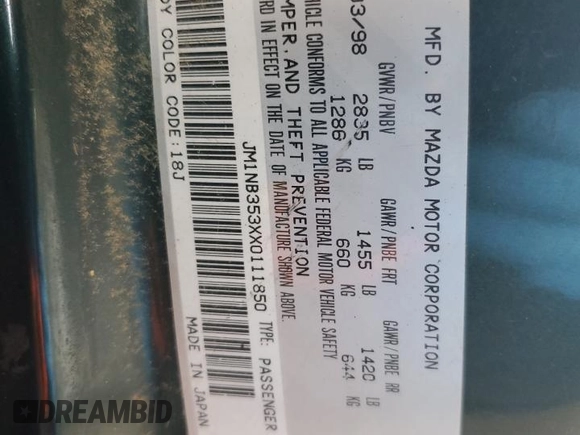 MFD. BY MAZDA MOTOR CORPORATION
03/98
GVWR/PNBV GAWR/PNBE FRT GAWR/PNBE RR
2835 LB 1455 LB 1420 LB
1286 KG 660 KG 644 KG
VEHICLE CONFORMS TO ALL APPLICABLE FEDERAL MOTOR VEHICLE SAFETY
MPER, AND THEFT PREVENTION
RD IN EFFECT ON THE DATE OF MANUFACTURE SHOWN ABOVE.
JM1NB353XX0111850 TYPE: PASSENGER
DY COLOR CODE:18J MADE IN JAPAN
DREAMBID